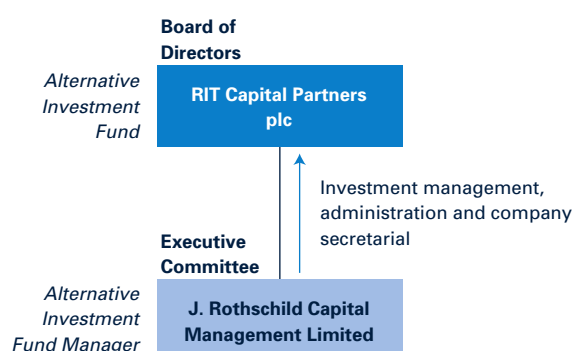 Board of
Directors
Alternative
Investment
Fund
RIT Capital Partners
plc
Investment management,
administration and company
secretarial
Executive
Committee
Alternative
Investment
Fund Manager
J. Rothschild Capital
Management Limited